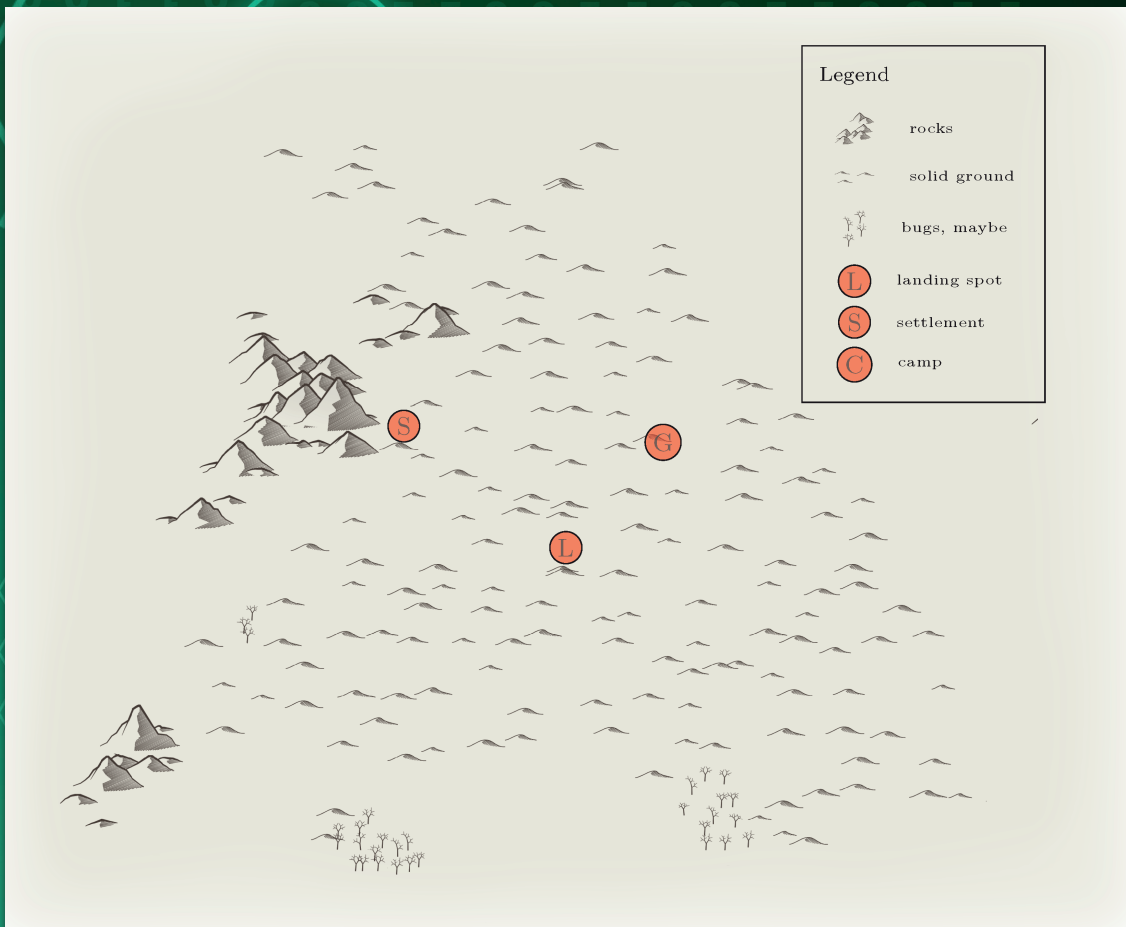 Legend
rocks
solid ground
bugs, maybe
L landing spot
S settlement
C camp
S
G
L